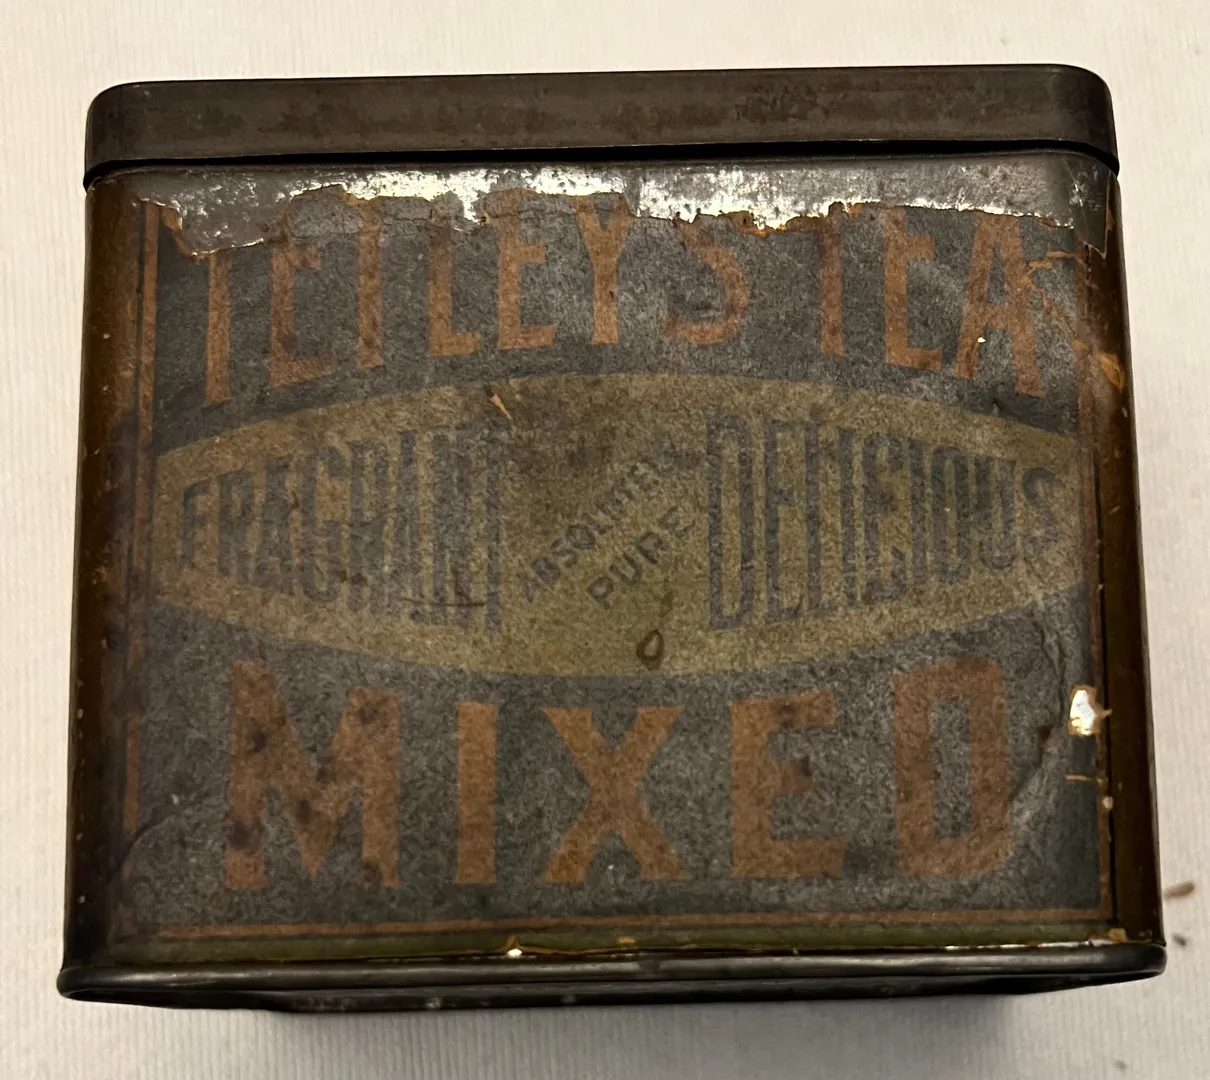 TETLEY'S TEA
FRAGRANT
ABSOLUTELY
PURE
DELICIOUS
MIXED